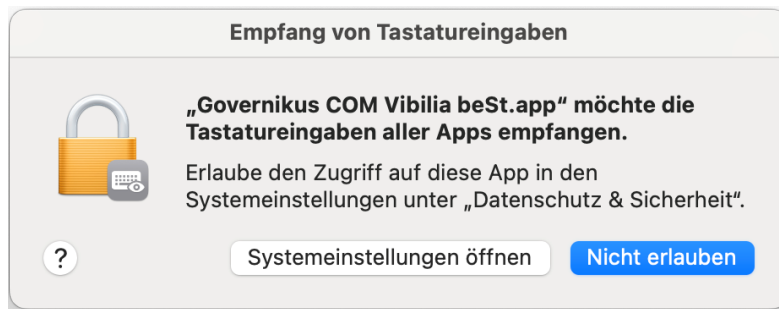 Empfang von Tastatureingaben
„Governikus COM Vibilia beSt.app“ möchte die
Tastatureingaben aller Apps empfangen.
Erlaube den Zugriff auf diese App in den
Systemeinstellungen unter „Datenschutz & Sicherheit“.
? Systemeinstellungen öffnen Nicht erlauben